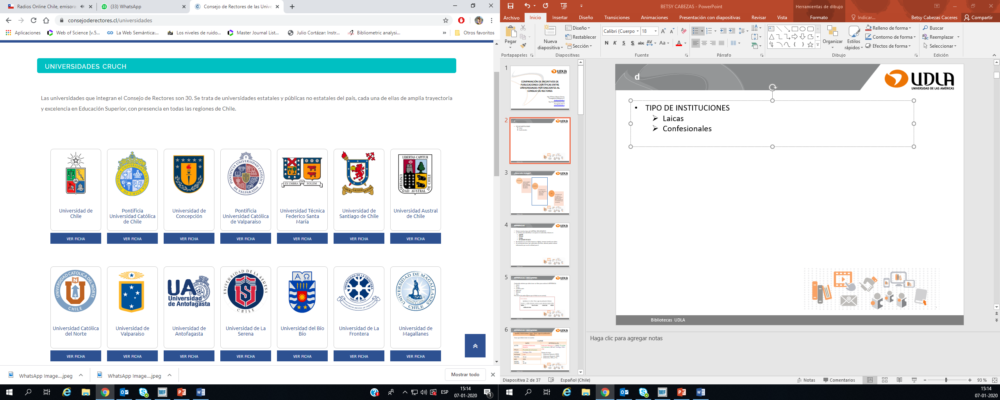 Radios Online Chile, emisora
(33) WhatsApp
Consejo de Rectores de las Unive
consejoderectores.cl/universidades
Aplicaciones
Web of Science [v.5...
La Web Semántica:...
Los niveles de ruido...
Master Journal List...
Julio Cortázar: Instr...
Bibliometric analysi...
»
Otros favoritos
UNIVERSIDADES CRUCH
Las universidades que integran el Consejo de Rectores son 30. Se trata de universidades estatales y públicas no estatales del país, cada una de ellas de amplia trayectoria
y excelencia en Educación Superior, con presencia en todas las regiones de Chile.
PONTIFICIA UNIVERSIDAD CATÓLICA DE CHILE
PONTIFICIA UNIVERSIDAD CATÓLICA DE VALPARAÍSO
EX UMBRA IN SOLEM
LABOR LÆTITIA NOSTRA
LIBERTAS CAPITUR
UNIVERSIDAD AUSTRAL DE CHILE
Universidad de
Chile
Pontificia
Universidad Católica
de Chile
Universidad de
Concepción
Pontificia
Universidad Católica
de Valparaíso
Universidad Técnica
Federico Santa
María
Universidad de
Santiago de Chile
Universidad Austral
de Chile
VER FICHA
VER FICHA
VER FICHA
VER FICHA
VER FICHA
VER FICHA
VER FICHA
UNIVERSIDAD CATOLICA DEL NORTE
N
CHILE
UA
Universidad
de Antofagasta
UNIVERSIDAD DE LA SERENA
CHILE
ΑΩ
UNIVERSIDAD DE LA FRONTERA
TEMUCO - CHILE
UNIVERSIDAD DE MAGALLANES
CHILE
Universidad Católica
del Norte
Universidad de
Valparaíso
Universidad de
Antofagasta
Universidad de La
Serena
Universidad del Bío
Bío
Universidad de La
Frontera
Universidad de
Magallanes
VER FICHA
VER FICHA
VER FICHA
VER FICHA
VER FICHA
VER FICHA
VER FICHA
WhatsApp Image....jpeg
WhatsApp Image....jpeg
Mostrar todo
ESP
15:14
07-01-2020
BETSY CABEZAS - PowerPoint
Herramientas de dibujo
Archivo
Inicio
Insertar
Diseño
Transiciones
Animaciones
Presentación con diapositivas
Revisar
Vista
Formato
Indicar...
Betsy Cabezas Caceres
Compartir
Pegar
Nueva
diapositiva
Diseño
Restablecer
Sección
Calibri (Cuerpo
18
N K S S abc AV Aa A
Organizar
Estilos
rápidos
Relleno de forma
Contorno de forma
Efectos de forma
Buscar
Reemplazar
Seleccionar
Portapapeles
Diapositivas
Fuente
Párrafo
Dibujo
Edición
1
UDLA
COMPARACIÓN DE INCENTIVOS DE
PUBLICACIONES CIENTÍFICAS ENTRE
UNIVERSIDADES PERTENECIENTES AL
CONSEJO DE RECTORES
2
UDLA
TIPO DE INSTITUCIONES
Laicas
Confesionales
3
UDLA
4
UDLA
5
UDLA
6
UDLA
d
UDLA
UNIVERSIDAD DE LAS AMÉRICAS
• TIPO DE INSTITUCIONES
➢ Laicas
➢ Confesionales
Bibliotecas UDLA
Haga clic para agregar notas
Diapositiva 2 de 37
Español (Chile)
Notas
Comentarios
93 %
15:14
07-01-2020